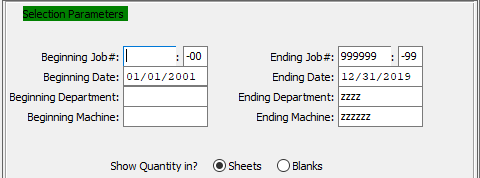 Selection Parameters
Beginning Job#: : -00 Ending Job#: 999999 : -99
Beginning Date: 01/01/2001 Ending Date: 12/31/2019
Beginning Department: Ending Department: zzzz
Beginning Machine: Ending Machine: zzzzzz
Show Quantity in? Sheets Blanks